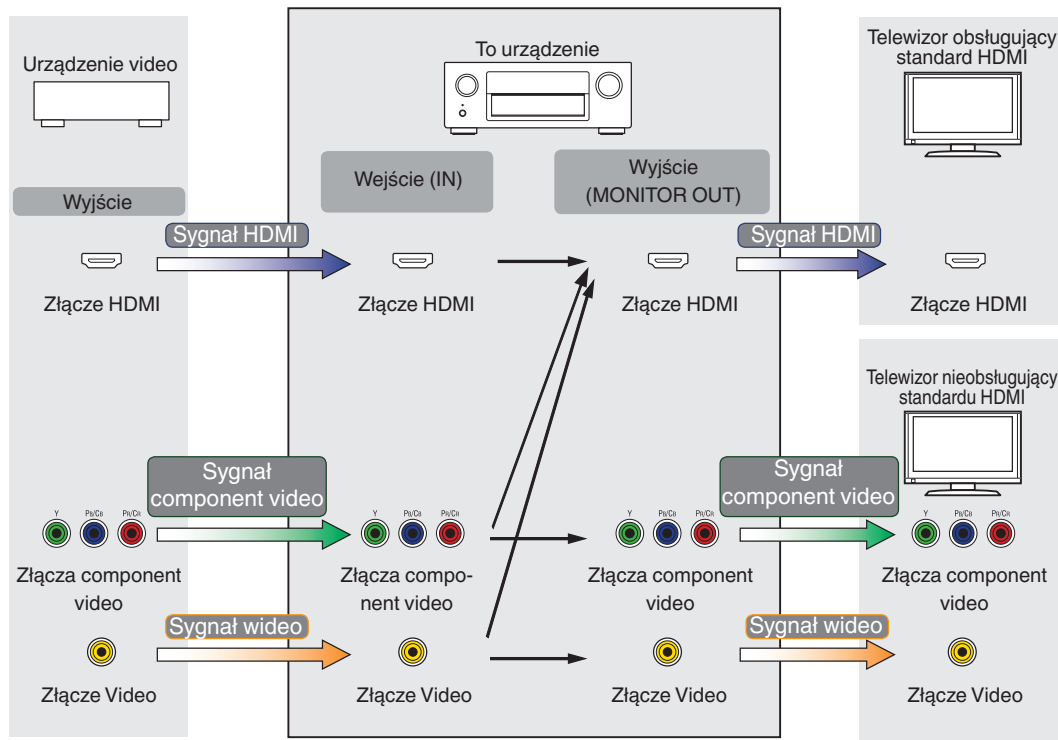 Urządzenie video
To urządzenie
Telewizor obsługujący
standard HDMI
Wyjście
Wejście (IN)
Wyjście
(MONITOR OUT)
Sygnał HDMI
Sygnał HDMI
Złącze HDMI
Złącze HDMI
Złącze HDMI
Złącze HDMI
Telewizor nieobsługujący
standardu HDMI
Sygnał
component video
Sygnał
component video
Y PB/CB PR/CR
Y PB/CB PR/CR
Y PB/CB PR/CR
Y PB/CB PR/CR
Złącza component
video
Złącza compo-
nent video
Złącza component
video
Złącza component
video
Sygnał wideo
Sygnał wideo
Złącze Video
Złącze Video
Złącze Video
Złącze Video